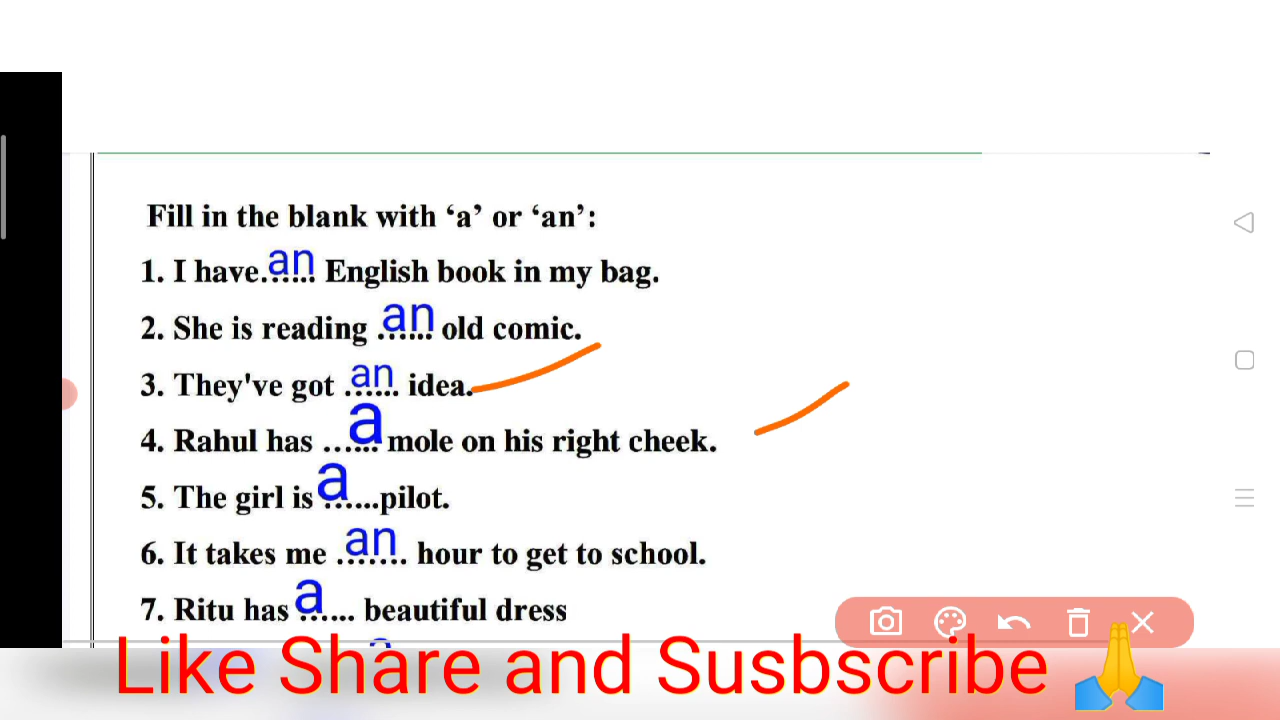 Fill in the blank with ‘a’ or ‘an’:
1. I have...an... English book in my bag.
2. She is reading ...an... old comic.
3. They've got ...an... idea.
4. Rahul has ...a... mole on his right cheek.
5. The girl is ...a...pilot.
6. It takes me ...an.... hour to get to school.
7. Ritu has ...a... beautiful dress
Like Share and Susbscribe 🙏